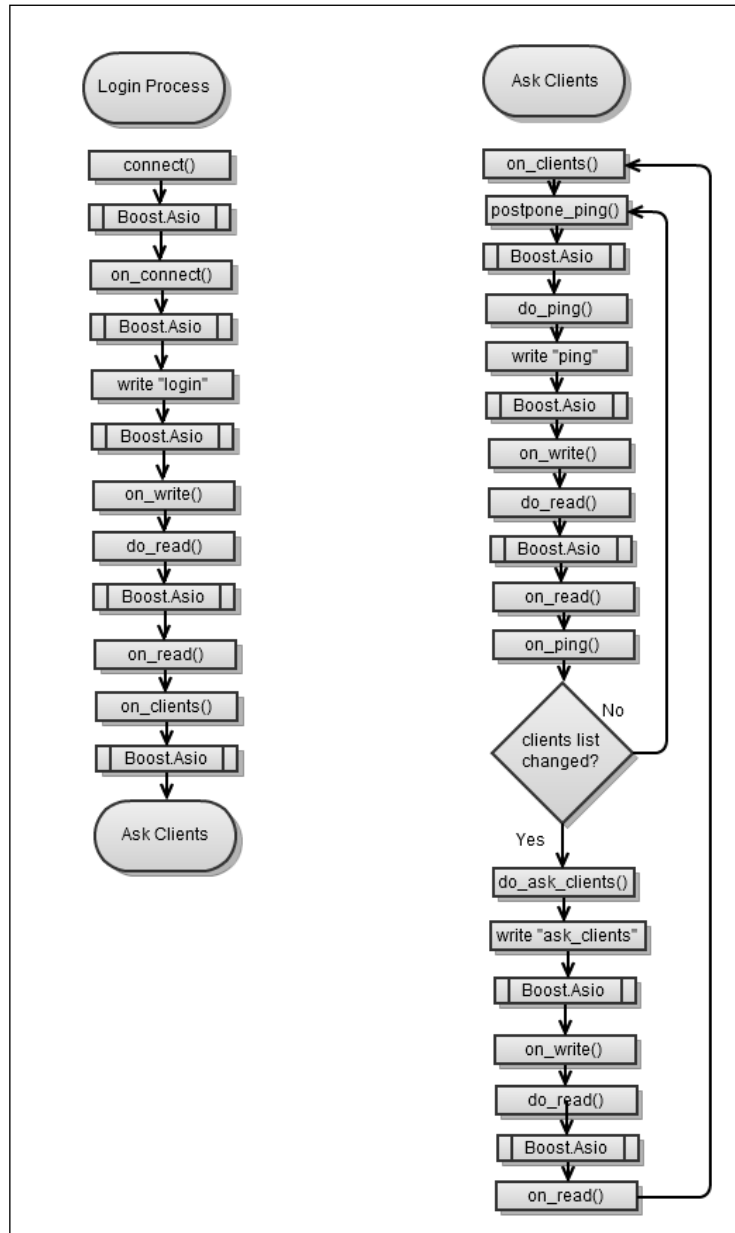 Login Process
connect()
Boost.Asio
on_connect()
Boost.Asio
write "login"
Boost.Asio
on_write()
do_read()
Boost.Asio
on_read()
on_clients()
Boost.Asio
Ask Clients
Ask Clients
on_clients()
postpone_ping()
Boost.Asio
do_ping()
write "ping"
Boost.Asio
on_write()
do_read()
Boost.Asio
on_read()
on_ping()
No
clients list
changed?
Yes
do_ask_clients()
write "ask_clients"
Boost.Asio
on_write()
do_read()
Boost.Asio
on_read()